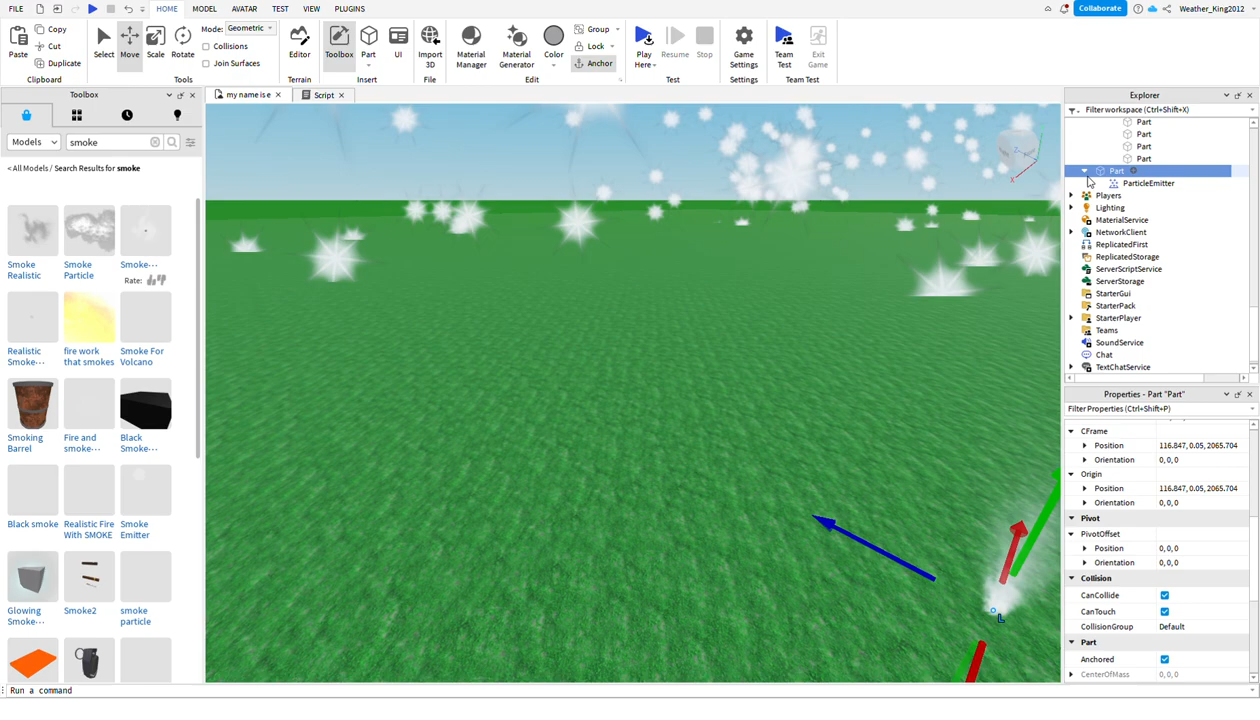 FILE
HOME MODEL AVATAR TEST VIEW PLUGINS
Collaborate
Weather_King2012
Paste
Copy
Cut
Duplicate
Clipboard
Select
Move
Scale
Rotate
Mode: Geometric
Collisions
Join Surfaces
Tools
Editor
Terrain
Toolbox
Part
UI
Insert
Import
3D
File
Material
Manager
Material
Generator
Color
Group
Lock
Anchor
Edit
Play
Here
Resume
Stop
Test
Game
Settings
Settings
Team
Test
Exit
Game
Team Test
Toolbox
Models
smoke
< All Models / Search Results for smoke
Smoke
Realistic
Smoke
Particle
Smoke···
Rate:
Realistic
Smoke···
fire work
that smokes
Smoke For
Volcano
Smoking
Barrel
Fire and
smoke···
Black
Smoke···
Black smoke
Realistic Fire
With SMOKE
Smoke
Emitter
Glowing
Smoke···
Smoke2
smoke
particle
my name is e
Script
L
Explorer
Filter workspace (Ctrl+Shift+X)
Part
Part
Part
Part
Part
ParticleEmitter
Players
Lighting
MaterialService
NetworkClient
ReplicatedFirst
ReplicatedStorage
ServerScriptService
ServerStorage
StarterGui
StarterPack
StarterPlayer
Teams
SoundService
Chat
TextChatService
Properties - Part "Part"
Filter Properties (Ctrl+Shift+P)
CFrame
Position 116.847, 0.05, 2065.704
Orientation 0, 0, 0
Origin
Position 116.847, 0.05, 2065.704
Orientation 0, 0, 0
Pivot
PivotOffset
Position 0, 0, 0
Orientation 0, 0, 0
Collision
CanCollide
CanTouch
CollisionGroup Default
Part
Anchored
CenterOfMass 0, 0, 0
Run a command